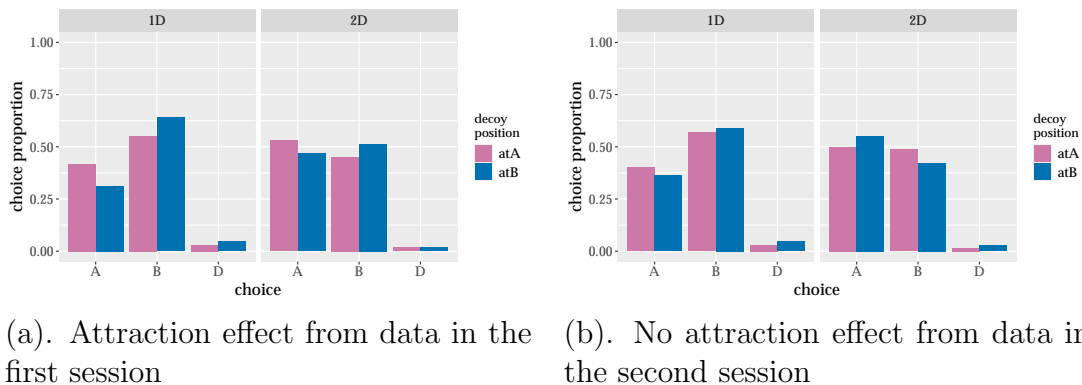 1D
2D
1.00
0.75
0.50
0.25
0.00
choice proportion
A
B
D
A
B
D
choice
decoy
position
atA
atB
(a). Attraction effect from data in the
first session
1D
2D
1.00
0.75
0.50
0.25
0.00
choice proportion
A
B
D
A
B
D
choice
decoy
position
atA
atB
(b). No attraction effect from data in
the second session